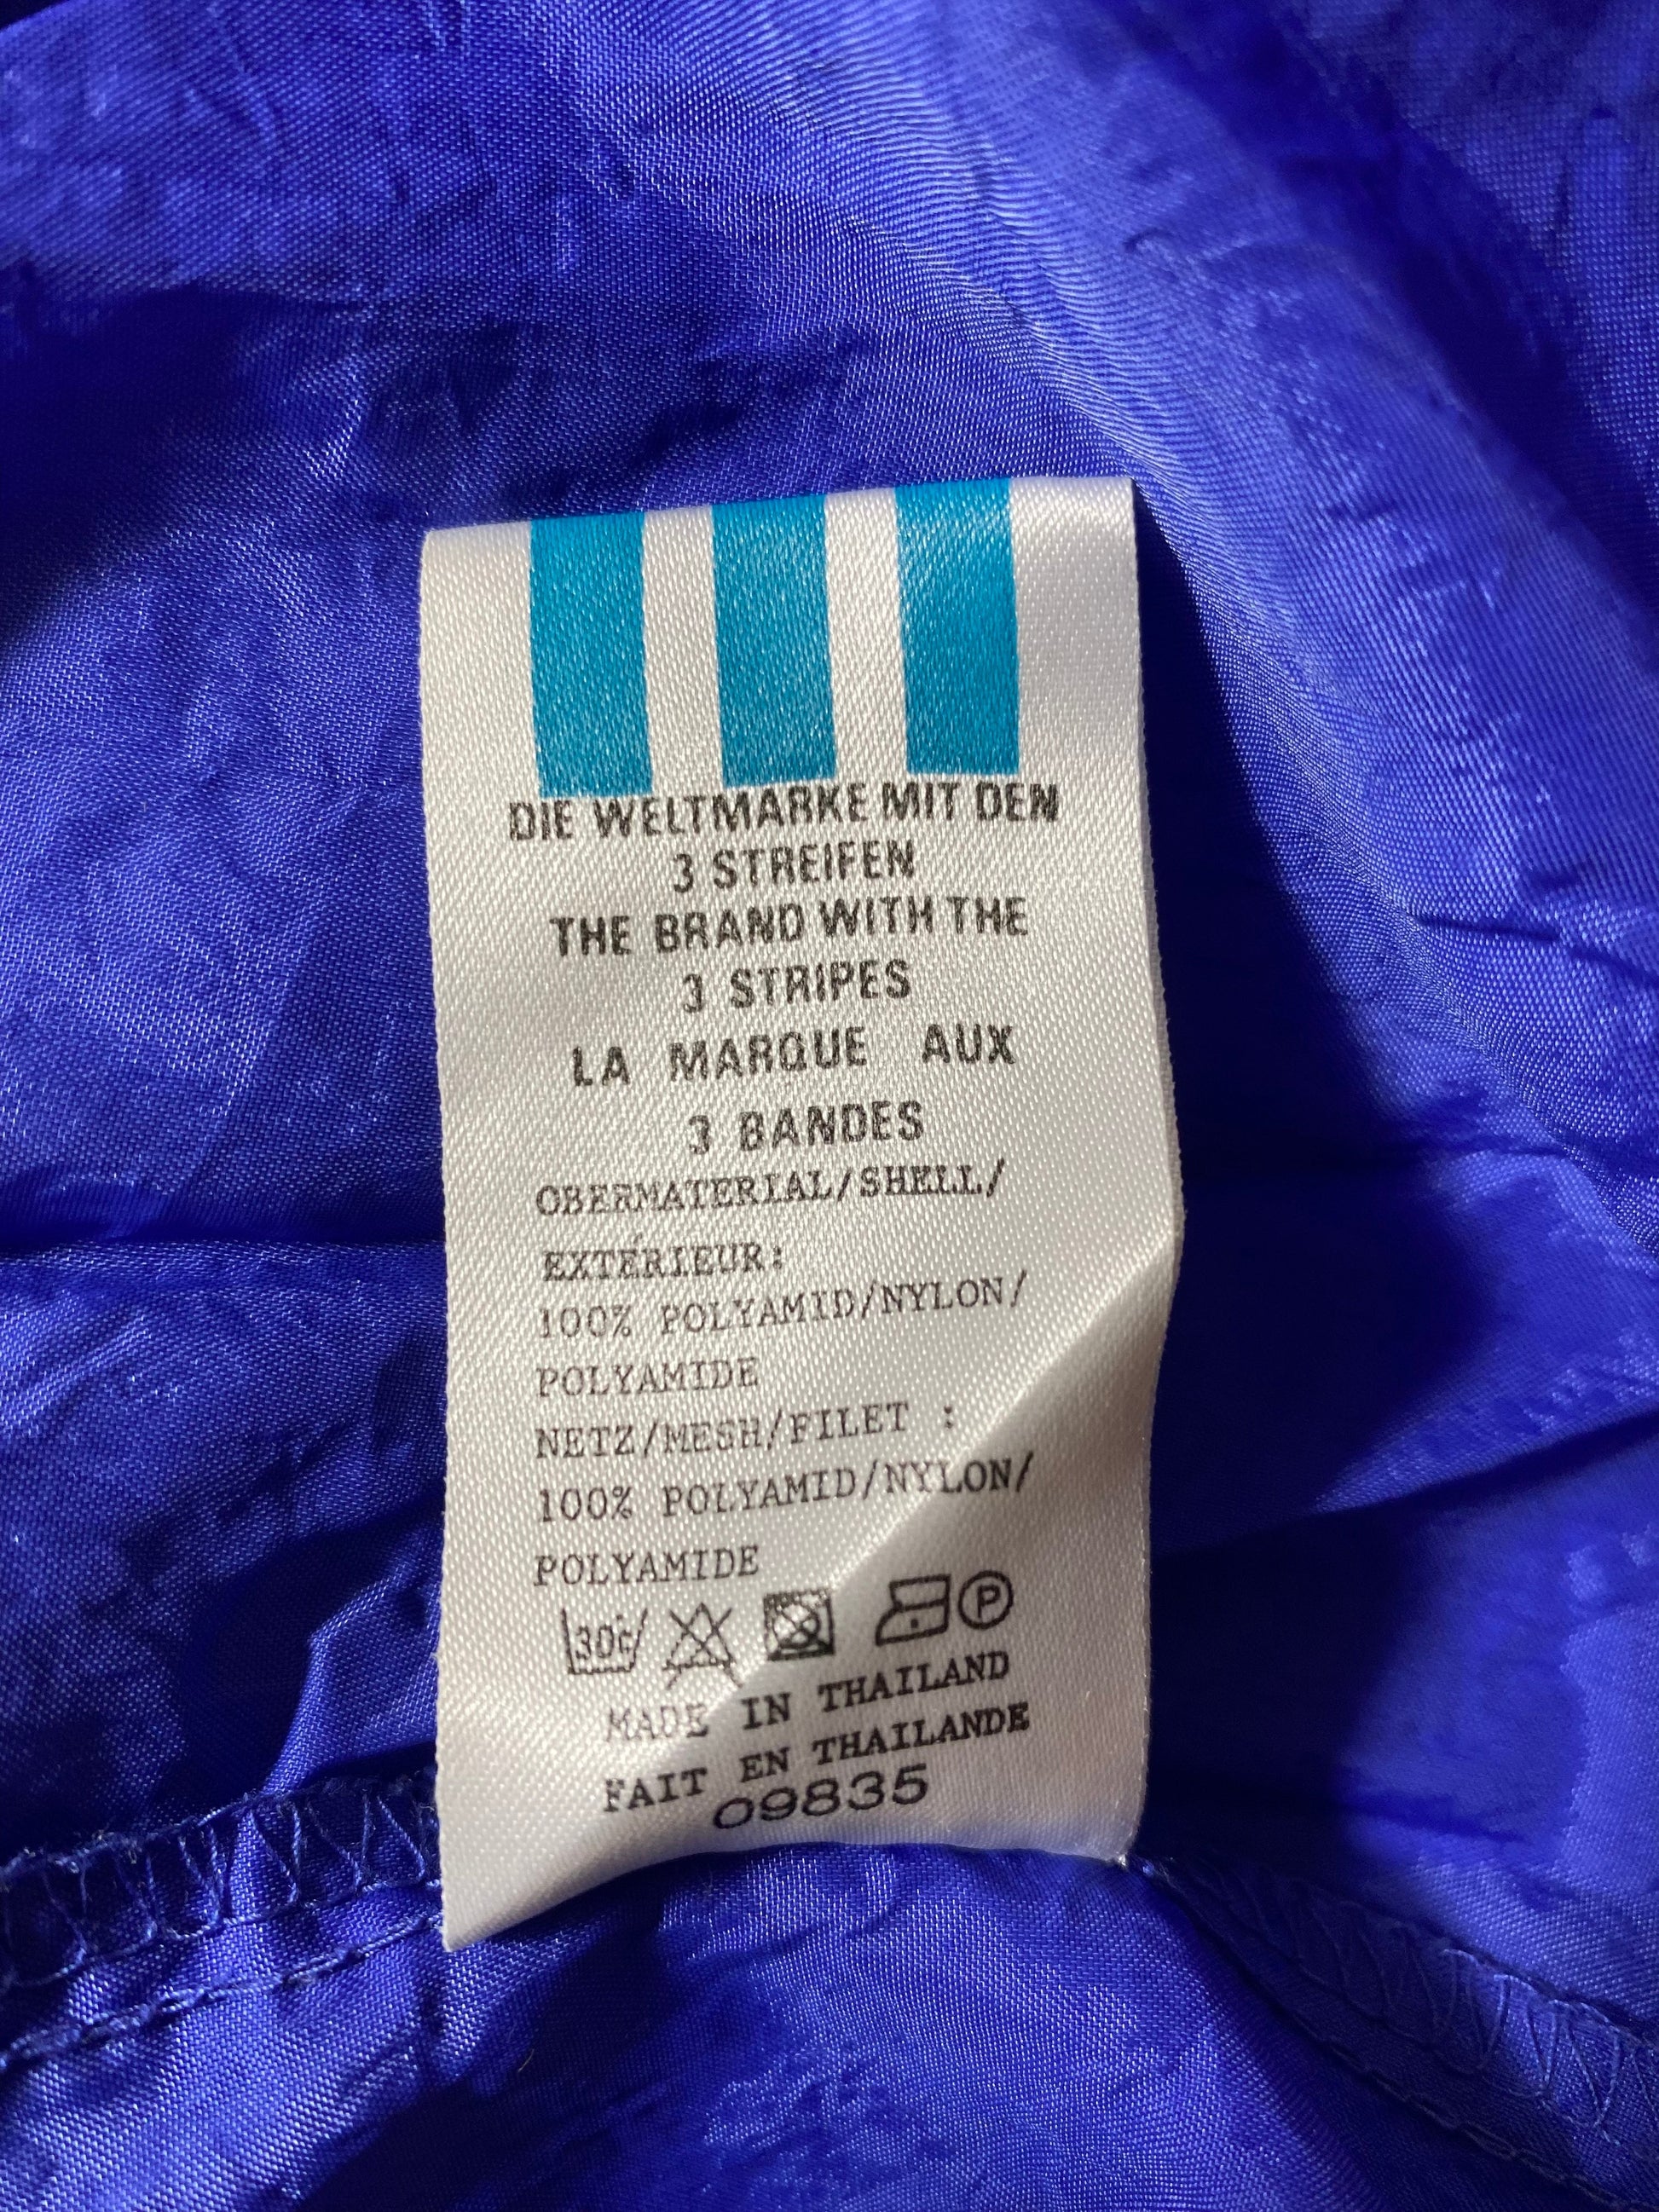 DIE WELTMARKE MIT DEN
3 STREIFEN
THE BRAND WITH THE
3 STRIPES
LA MARQUE AUX
3 BANDES
OBERMATERIAL/SHELL/
EXTÉRIEUR:
100% POLYAMID/NYLON/
POLYAMIDE
NETZ/MESH/FILET :
100% POLYAMID/NYLON/
POLYAMIDE
30c P
MADE IN THAILAND
FAIT EN THAILANDE
09835